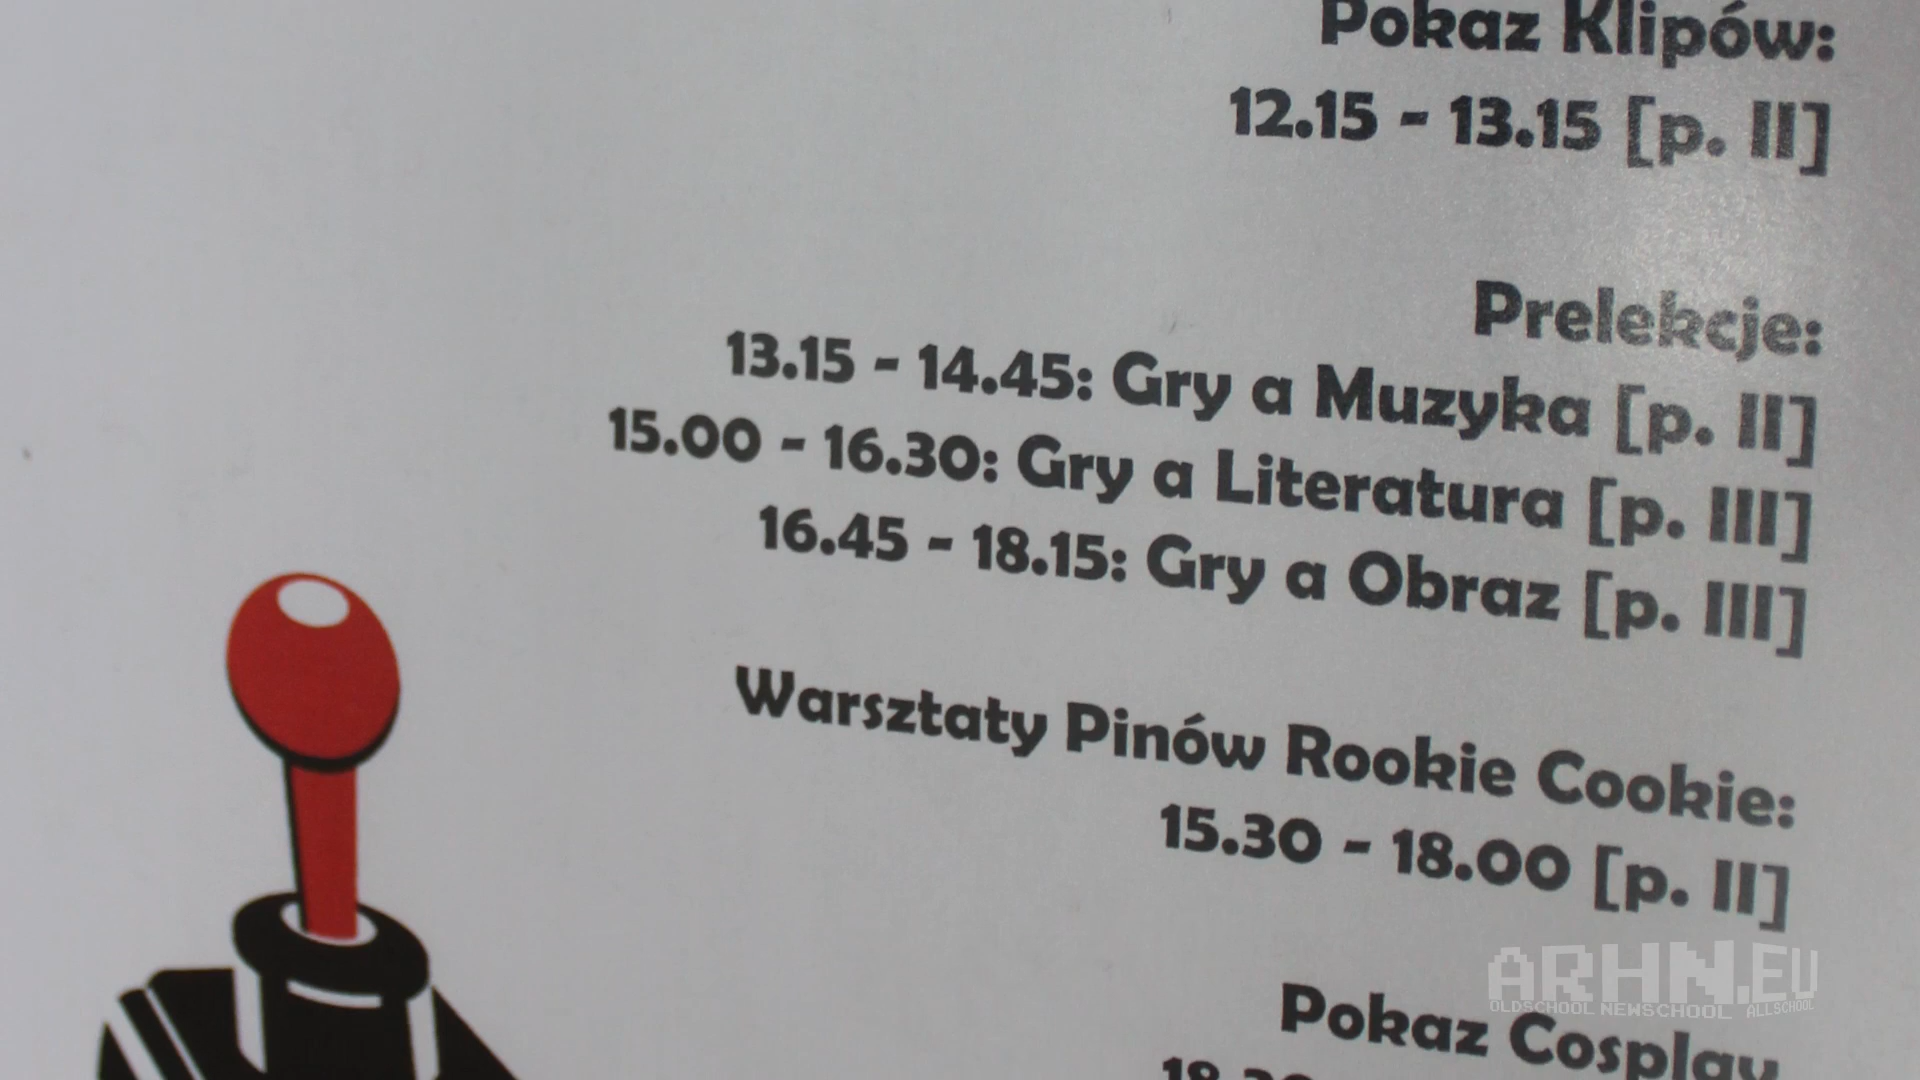 Pokaz Klipów:
12.15 - 13.15 [p. II]
Prelekcje:
13.15 - 14.45: Gry a Muzyka [p. II]
15.00 - 16.30: Gry a Literatura [p. III]
16.45 - 18.15: Gry a Obraz [p. III]
Warsztaty Pinów Rookie Cookie:
15.30 - 18.00 [p. II]
ARHN.EU
OLDSCHOOL NEWSCHOOL ALLSCHOOL
Pokaz Cosplay